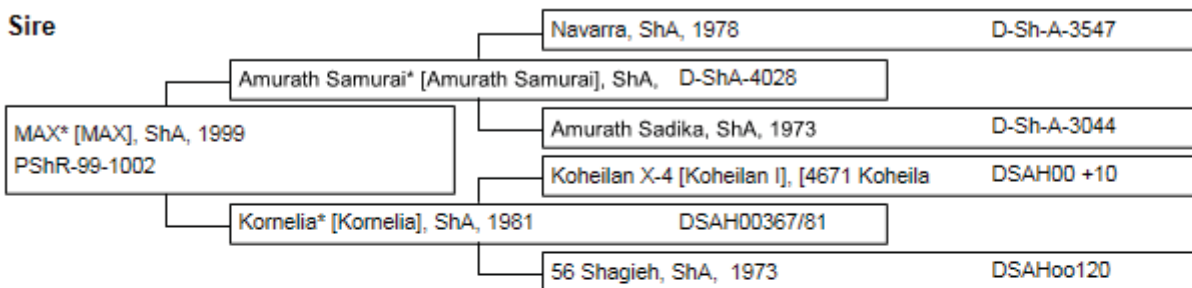 Sire
Navarra, ShA, 1978 D-Sh-A-3547
Amurath Samurai* [Amurath Samurai], ShA, D-ShA-4028
MAX* [MAX], ShA, 1999
PShR-99-1002
Amurath Sadika, ShA, 1973 D-Sh-A-3044
Koheilan X-4 [Koheilan I], [4671 Koheila DSAH00 +10
Kornelia* [Kornelia], ShA, 1981 DSAH00367/81
56 Shagieh, ShA, 1973 DSAHoo120